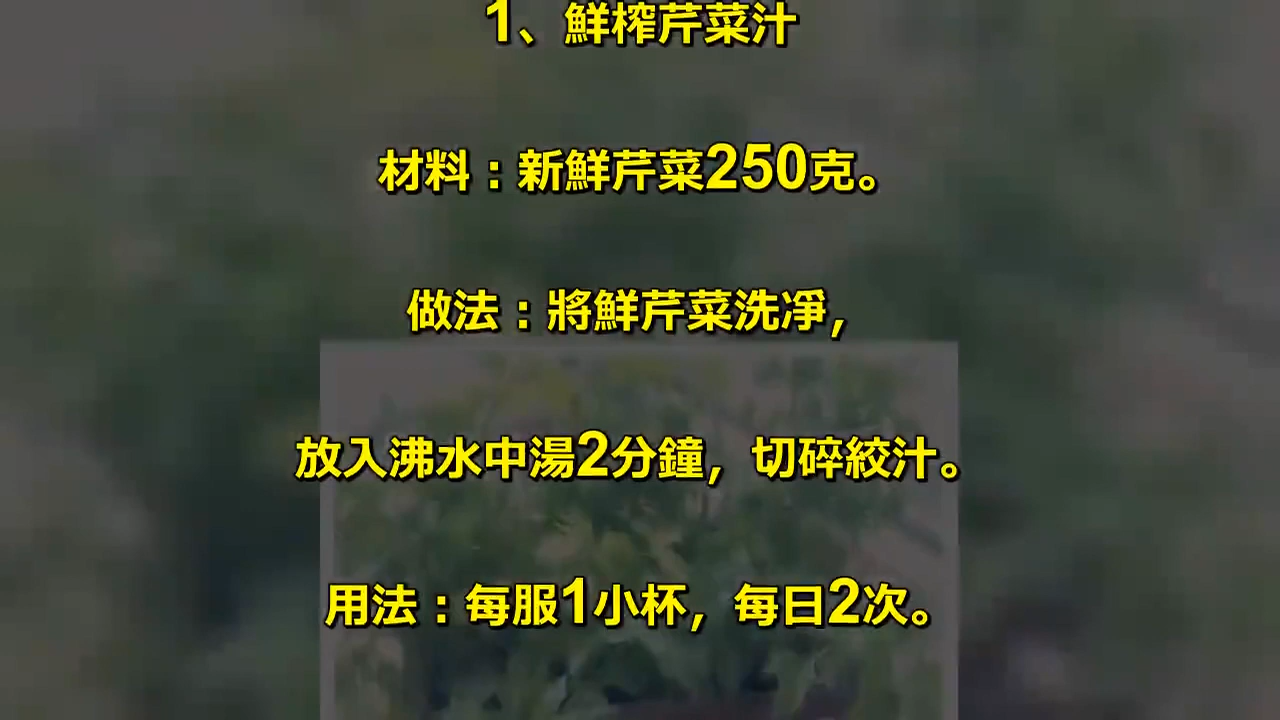 1、鮮榨芹菜汁
材料：新鮮芹菜250克。
做法：將鮮芹菜洗凈，
放入沸水中湯2分鐘，切碎絞汁。
用法：每服1小杯，每日2次。